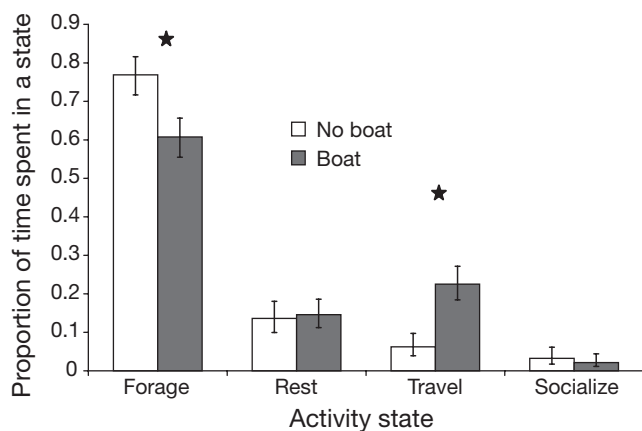 Proportion of time spent in a state
0.9
0.8
0.7
0.6
0.5
0.4
0.3
0.2
0.1
0
No boat
Boat
Forage Rest Travel Socialize
Activity state